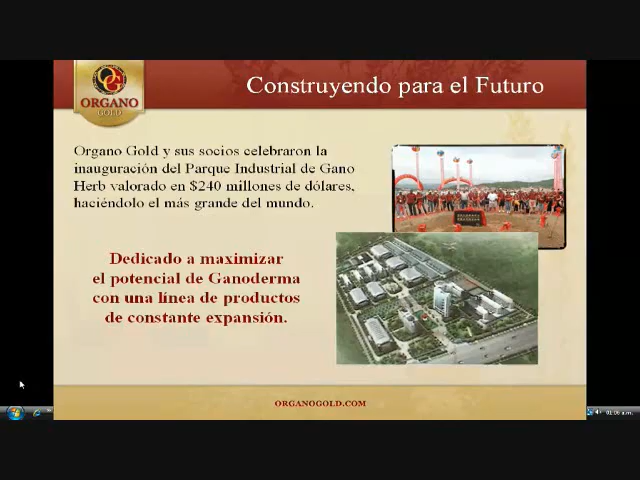 Construyendo para el Futuro
ORGANO
GOLD
Organo Gold y sus socios celebraron la
inauguración del Parque Industrial de Gano
Herb valorado en $240 millones de dólares,
haciéndolo el más grande del mundo.
Dedicado a maximizar
el potencial de Ganoderma
con una línea de productos
de constante expansión.
ORGANOGOLD.COM
01:06 a.m.